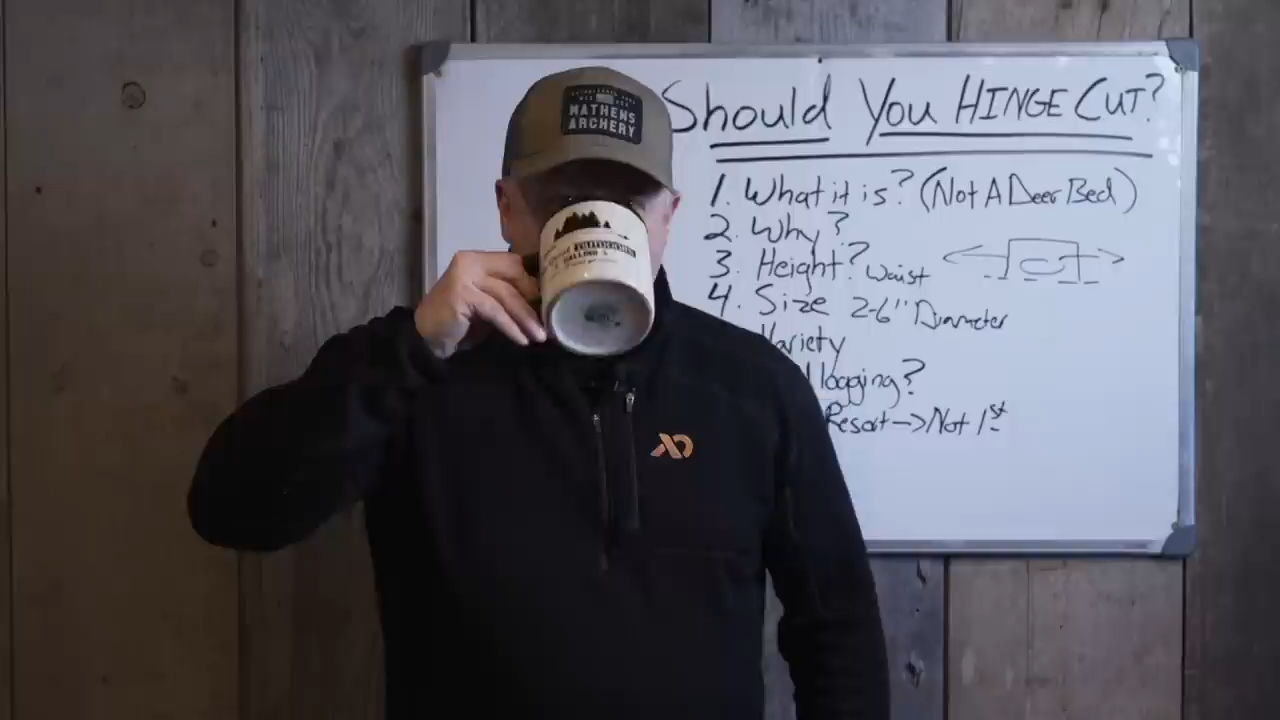 Should You HINGE CUT?
1. What it is? (Not A Deer Bed)
2. Why?
3. Height? Waist
4. Size 2-6" Diameter
Variety
logging?
Resort -> Not 1st
MATHEWS
ARCHERY